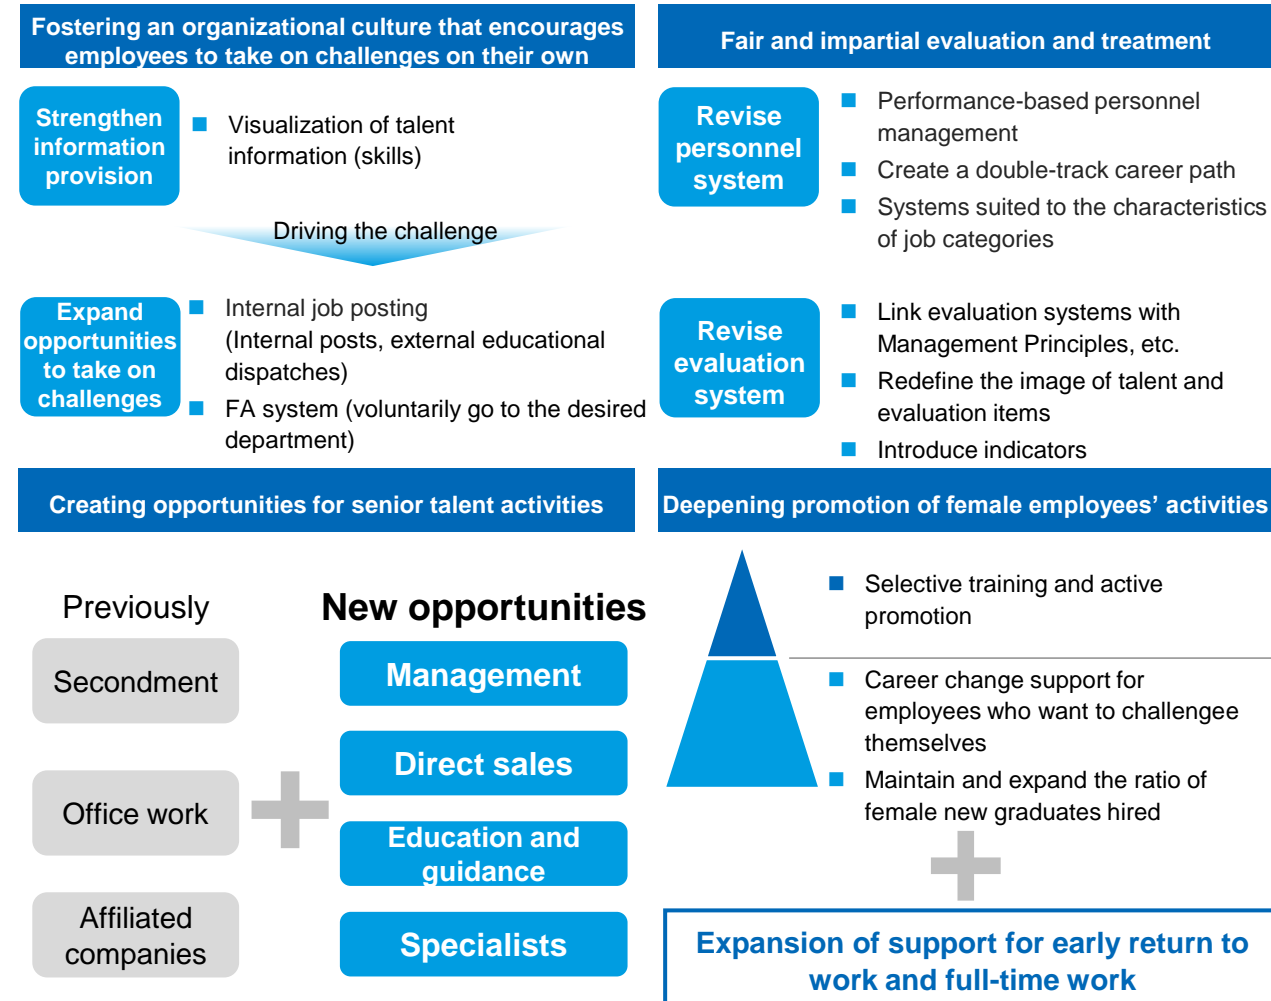 Fostering an organizational culture that encourages
employees to take on challenges on their own
Strengthen
information
provision
Visualization of talent
information (skills)
Driving the challenge
Expand
opportunities
to take on
challenges
Internal job posting
(Internal posts, external educational
dispatches)
FA system (voluntarily go to the desired
department)
Fair and impartial evaluation and treatment
Revise
personnel
system
Performance-based personnel
management
Create a double-track career path
Systems suited to the characteristics
of job categories
Revise
evaluation
system
Link evaluation systems with
Management Principles, etc.
Redefine the image of talent and
evaluation items
Introduce indicators
Creating opportunities for senior talent activities
Previously
Secondment
Office work
Affiliated
companies
New opportunities
Management
Direct sales
Education and
guidance
Specialists
Deepening promotion of female employees’ activities
Selective training and active
promotion
Career change support for
employees who want to challengee
themselves
Maintain and expand the ratio of
female new graduates hired
Expansion of support for early return to
work and full-time work